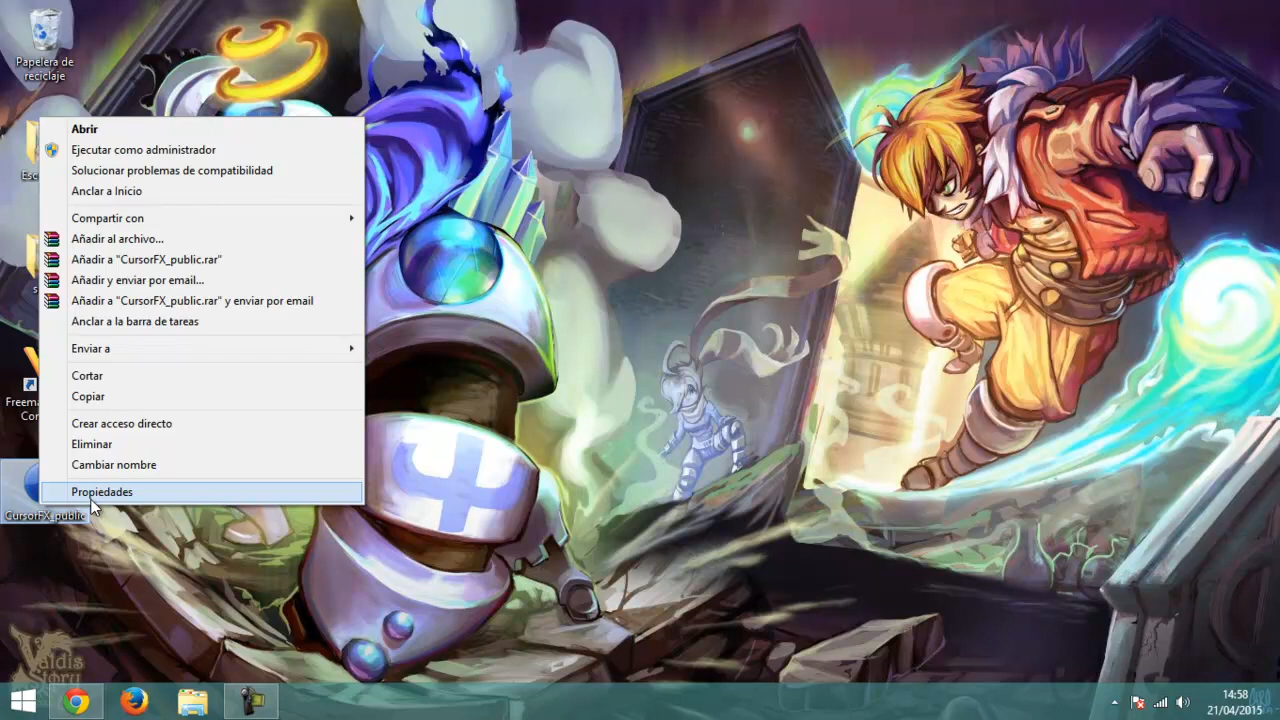 Papelera de
reciclaje
Abrir
Ejecutar como administrador
Solucionar problemas de compatibilidad
Anclar a Inicio
Compartir con
Añadir al archivo...
Añadir a "CursorFX_public.rar"
Añadir y enviar por email...
Añadir a "CursorFX_public.rar" y enviar por email
Anclar a la barra de tareas
Enviar a
Cortar
Copiar
Crear acceso directo
Eliminar
Cambiar nombre
Propiedades
CursorFX_public
Valdis
Story
14:58
21/04/2015